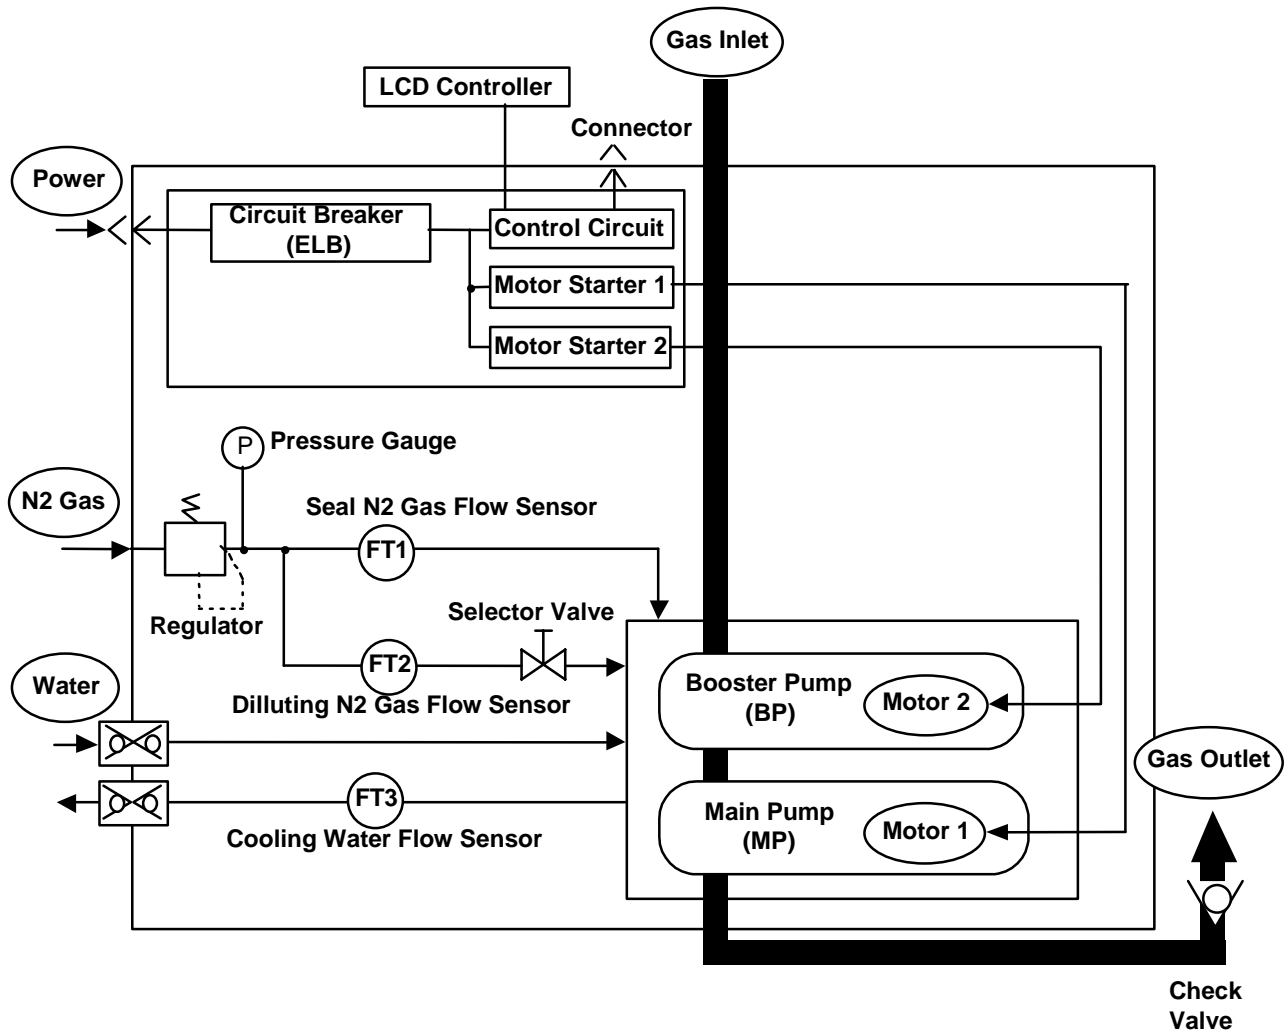 Gas Inlet
LCD Controller
Connector
Power
Circuit Breaker
(ELB)
Control Circuit
Motor Starter 1
Motor Starter 2
P
Pressure Gauge
N2 Gas
Seal N2 Gas Flow Sensor
FT1
Regulator
Selector Valve
FT2
Dilluting N2 Gas Flow Sensor
Water
Booster Pump
(BP)
Motor 2
Gas Outlet
FT3
Cooling Water Flow Sensor
Main Pump
(MP)
Motor 1
Check
Valve